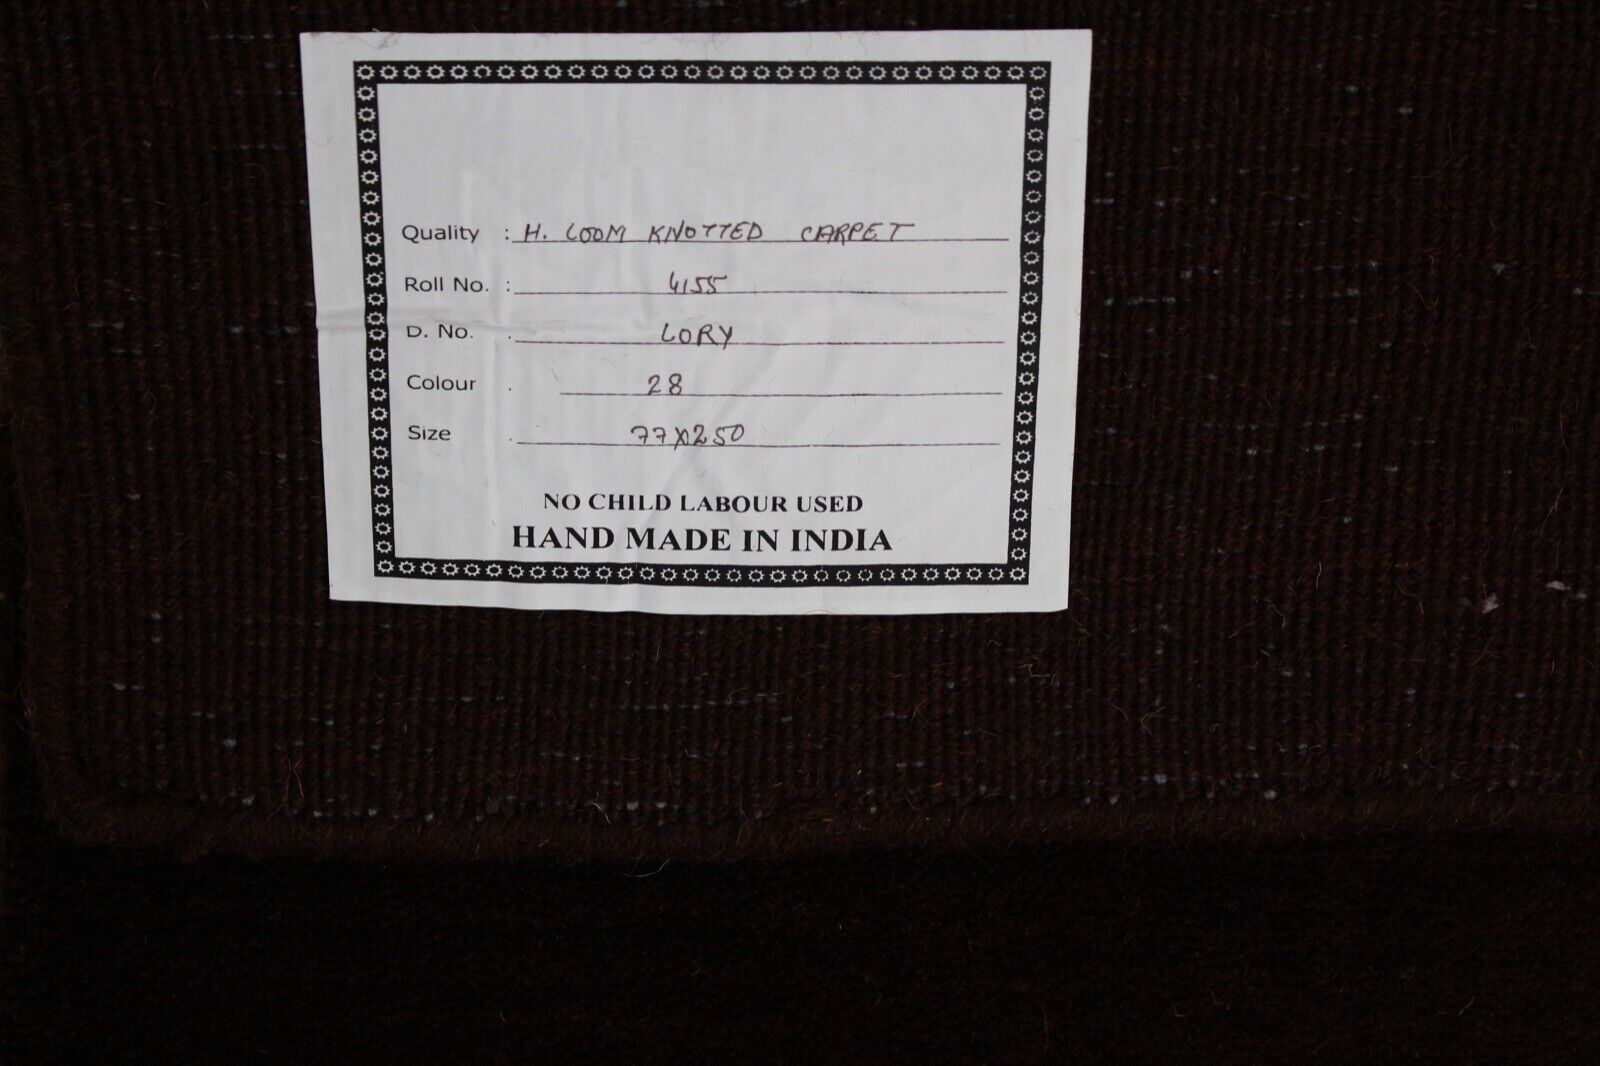 Quality : H. LOOM KNOTTED CARPET
Roll No. : 4155
D. No. : LORY
Colour : 28
Size : 77X250
NO CHILD LABOUR USED
HAND MADE IN INDIA